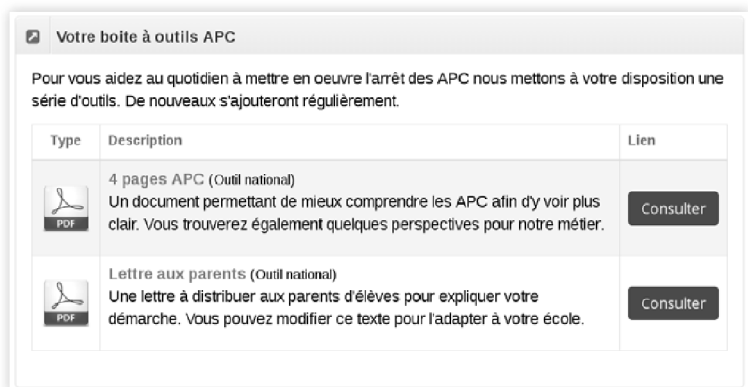 Votre boite à outils APC
Pour vous aidez au quotidien à mettre en oeuvre l'arrêt des APC nous mettons à votre disposition une
série d'outils. De nouveaux s'ajouteront régulièrement.
Type Description Lien
4 pages APC (Outil national)
Un document permettant de mieux comprendre les APC afin d'y voir plus
clair. Vous trouverez également quelques perspectives pour notre métier.
PDF
Consulter
Lettre aux parents (Outil national)
Une lettre à distribuer aux parents d'élèves pour expliquer votre
démarche. Vous pouvez modifier ce texte pour l'adapter à votre école.
PDF
Consulter